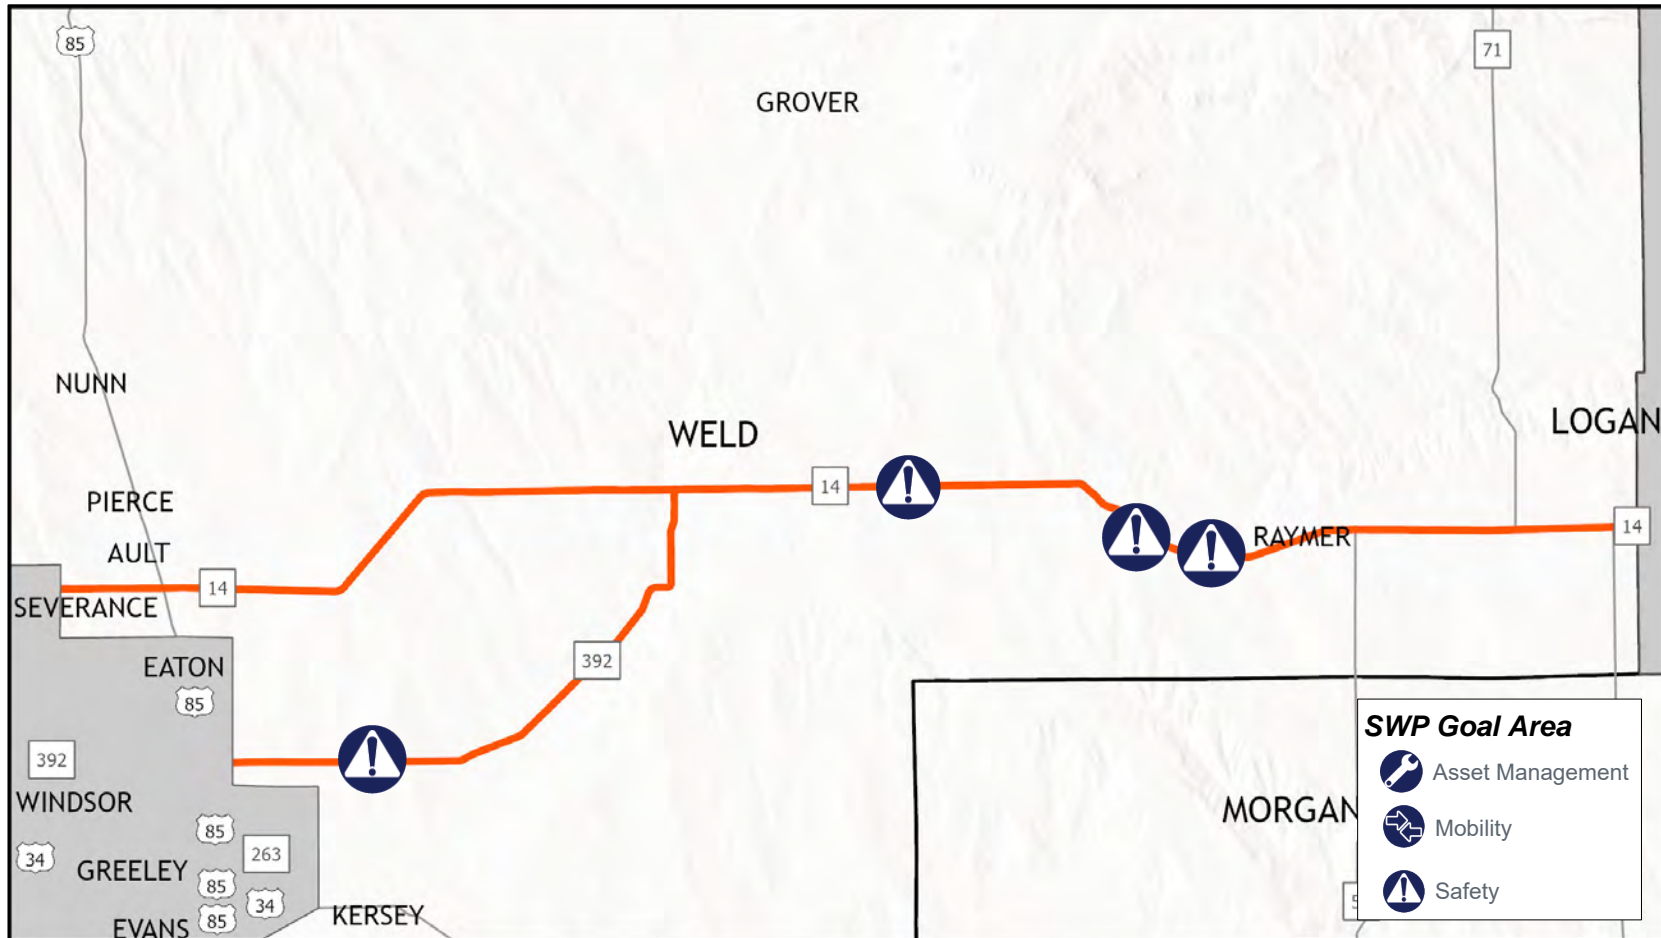 85
71
GROVER
NUNN
WELD
LOGAN
PIERCE
14
AULT
RAYMER
14
14
SEVERANCE
392
EATON
85
SWP Goal Area
392
Asset Management
WINDSOR
MORGAN
85
Mobility
34
263
GREELEY
85
Safety
34
KERSEY
85
EVANS